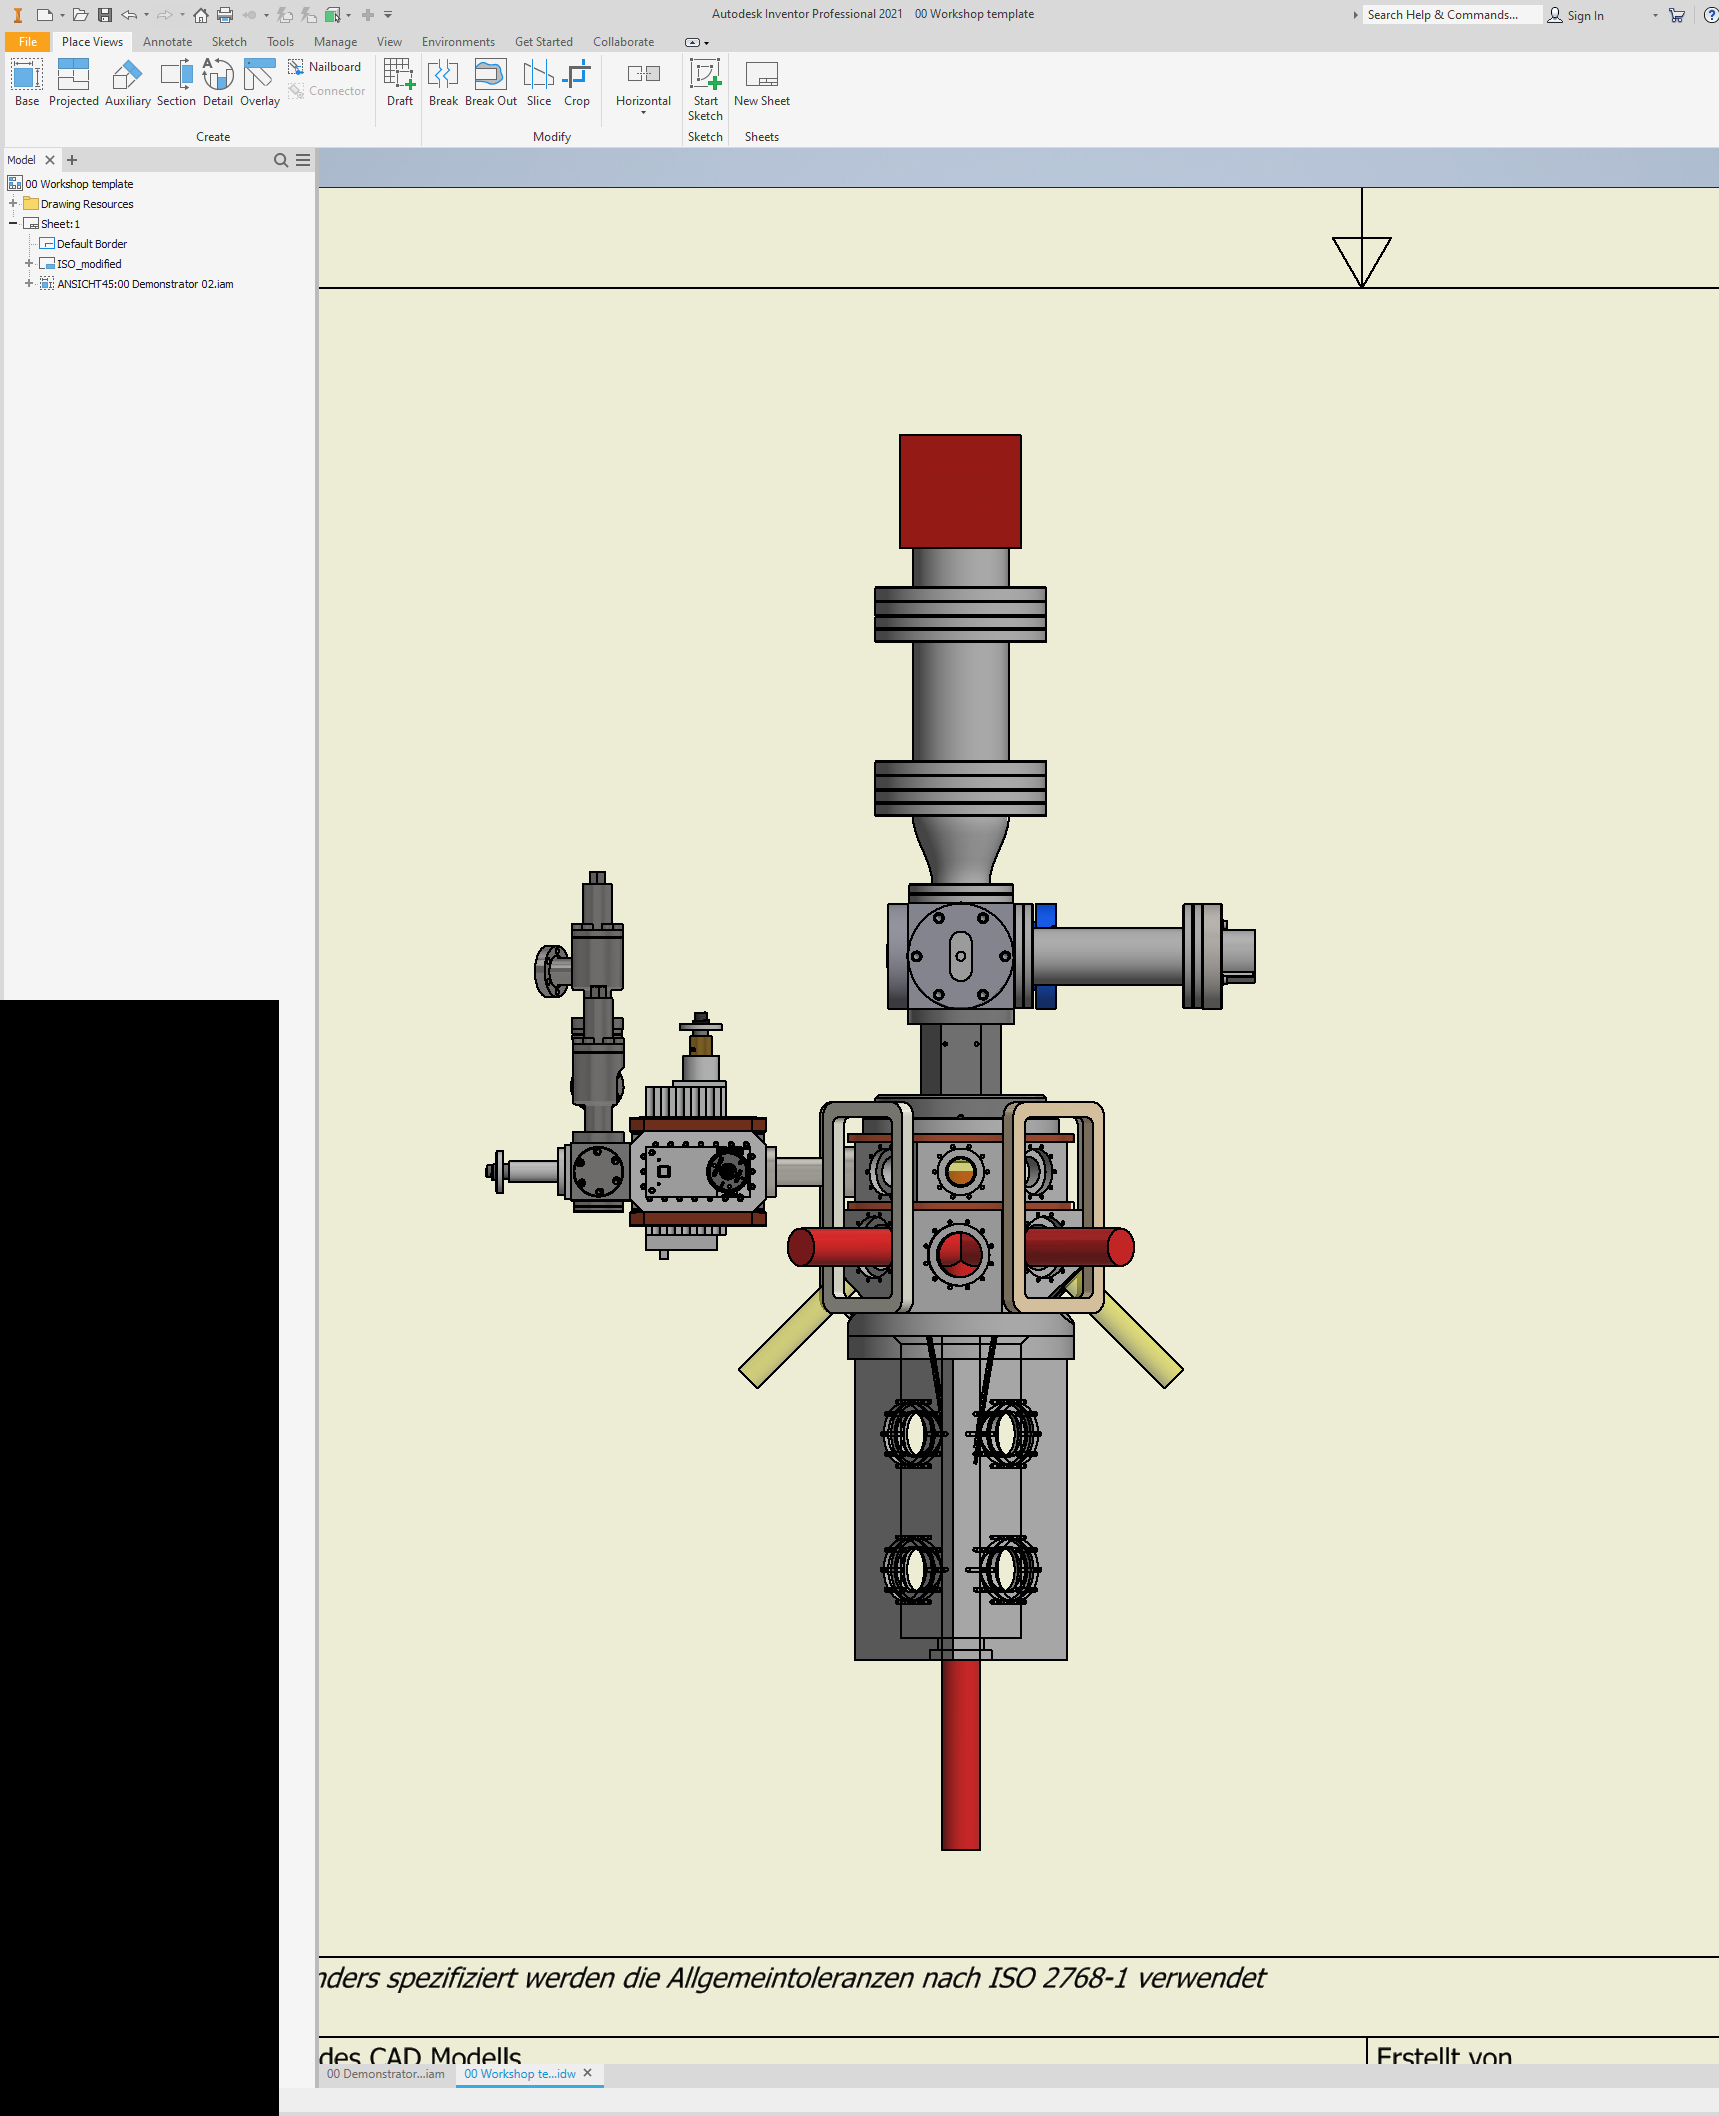 Autodesk Inventor Professional 2021 00 Workshop template
Search Help & Commands...
Sign In
File Place Views Annotate Sketch Tools Manage View Environments Get Started Collaborate
Base Projected Auxiliary Section Detail Overlay
Nailboard
Connector
Draft Break Break Out Slice Crop
Horizontal
Start Sketch
New Sheet
Create
Modify
Sketch
Sheets
Model
00 Workshop template
Drawing Resources
Sheet:1
Default Border
ISO_modified
ANSICHT45:00 Demonstrator 02.iam
nders spezifiziert werden die Allgemeintoleranzen nach ISO 2768-1 verwendet
des CAD Modells
Erstellt von
00 Demonstrator...iam
00 Workshop te...idw